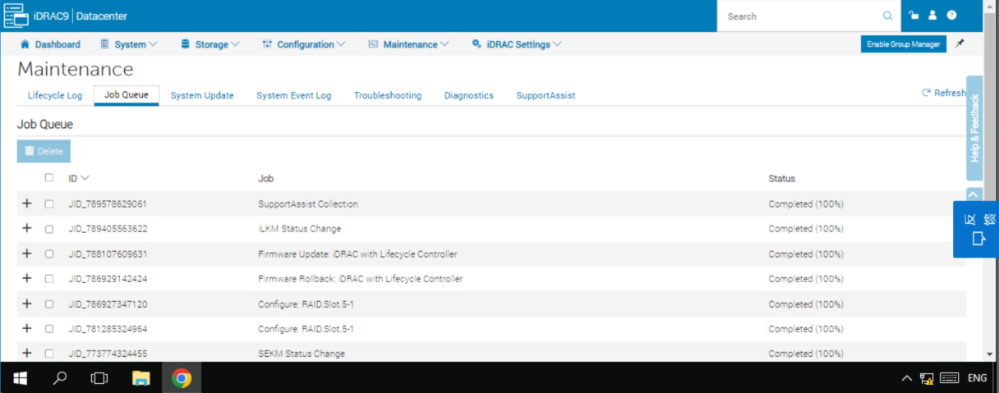 iDRAC9 | Datacenter
Search
Dashboard System Storage Configuration Maintenance iDRAC Settings Enable Group Manager
Maintenance
Lifecycle Log Job Queue System Update System Event Log Troubleshooting Diagnostics SupportAssist Refresh
Help & Feedback
Job Queue
Delete
ID Job Status
JID_789578629061 SupportAssist Collection Completed (100%)
JID_789405563622 iLKM Status Change Completed (100%)
JID_788107609631 Firmware Update: iDRAC with Lifecycle Controller Completed (100%)
JID_786929142424 Firmware Rollback: iDRAC with Lifecycle Controller Completed (100%)
JID_786927347120 Configure: RAID.Slot.5-1 Completed (100%)
JID_781285324964 Configure: RAID.Slot.5-1 Completed (100%)
JID_773774324455 SEKM Status Change Completed (100%)
ENG